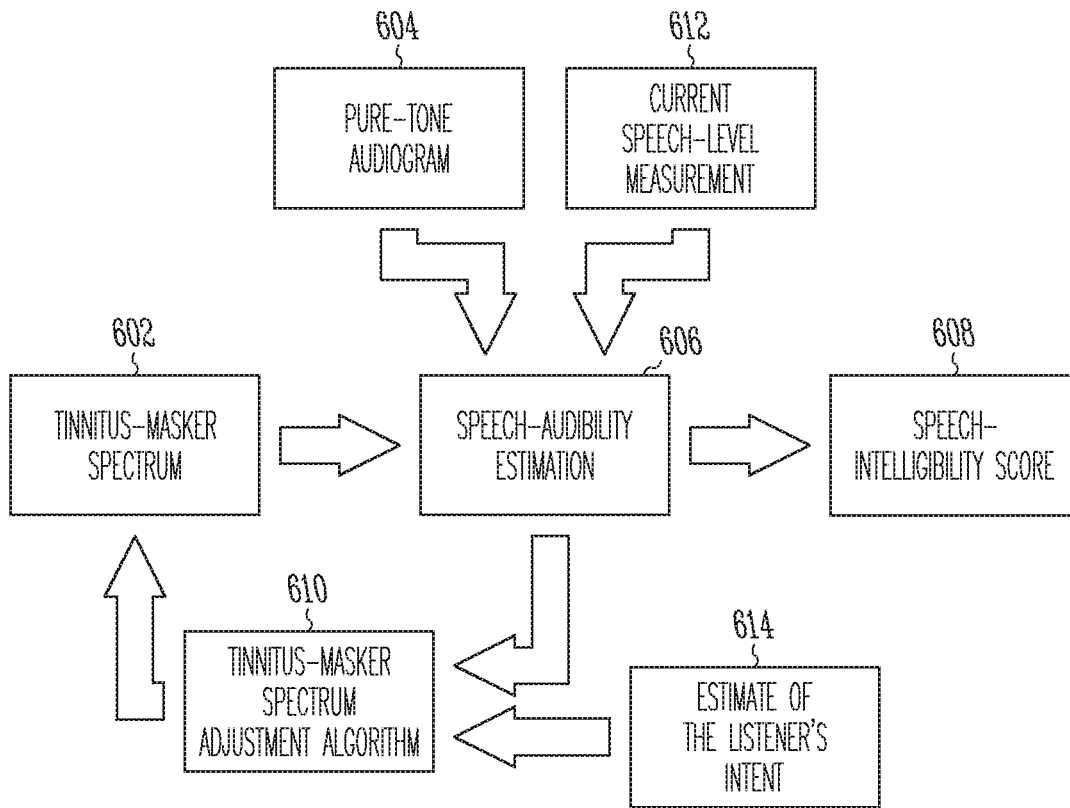 604
PURE-TONE
AUDIOGRAM
612
CURRENT
SPEECH-LEVEL
MEASUREMENT
602
TINNITUS-MASKER
SPECTRUM
606
SPEECH-AUDIBILITY
ESTIMATION
608
SPEECH-
INTELLIGIBILITY SCORE
610
TINNITUS-MASKER
SPECTRUM
ADJUSTMENT ALGORITHM
614
ESTIMATE OF
THE LISTENER'S
INTENT